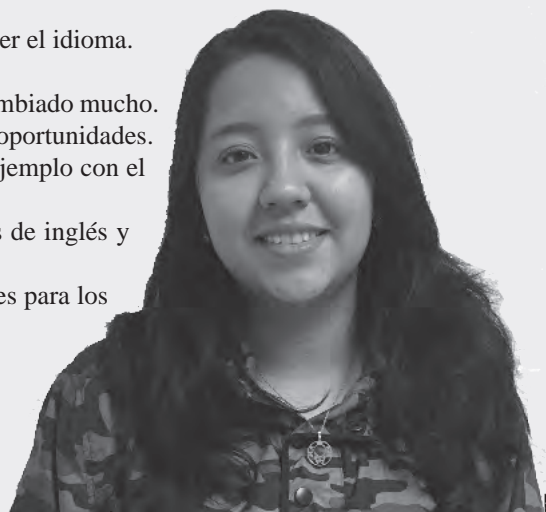 er el idioma.
mbiado mucho.
oportunidades.
jemplo con el
s de inglés y
es para los